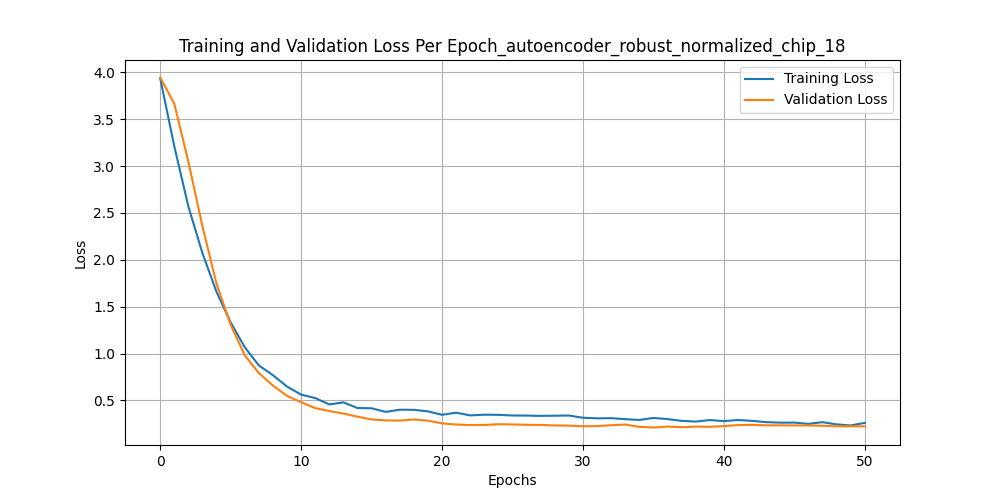 Training and Validation Loss Per Epoch_autoencoder_robust_normalized_chip_18
Training Loss
Validation Loss
4.0
3.5
3.0
2.5
2.0
1.5
1.0
0.5
Loss
0 10 20 30 40 50
Epochs